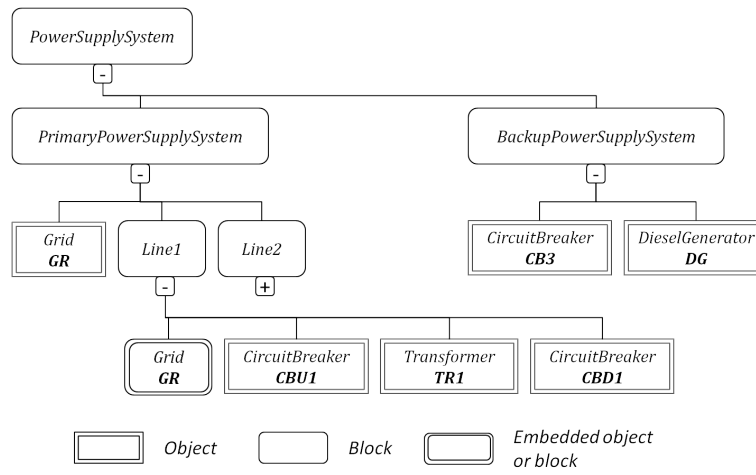 PowerSupplySystem
-
PrimaryPowerSupplySystem
BackupPowerSupplySystem
-
-
Grid
GR
Line1
Line2
CircuitBreaker
CB3
DieselGenerator
DG
-
+
Grid
GR
CircuitBreaker
CBU1
Transformer
TR1
CircuitBreaker
CBD1
Object
Block
Embedded object
or block